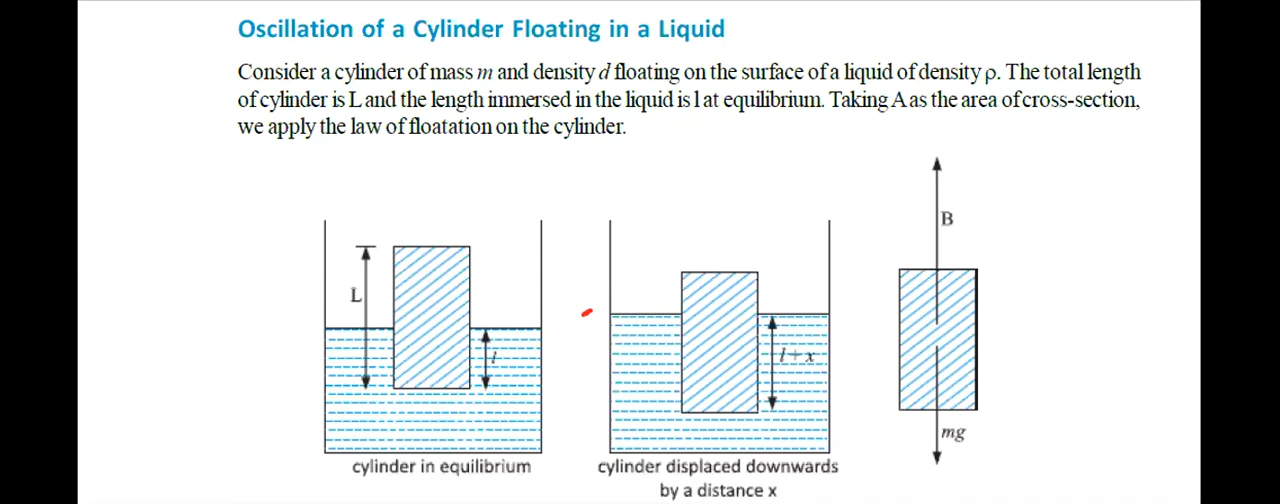 Oscillation of a Cylinder Floating in a Liquid
Consider a cylinder of mass m and density d floating on the surface of a liquid of density ρ. The total length
of cylinder is L and the length immersed in the liquid is l at equilibrium. Taking A as the area of cross-section,
we apply the law of floatation on the cylinder.
B
L
l
l + x
mg
cylinder in equilibrium
cylinder displaced downwards
by a distance x